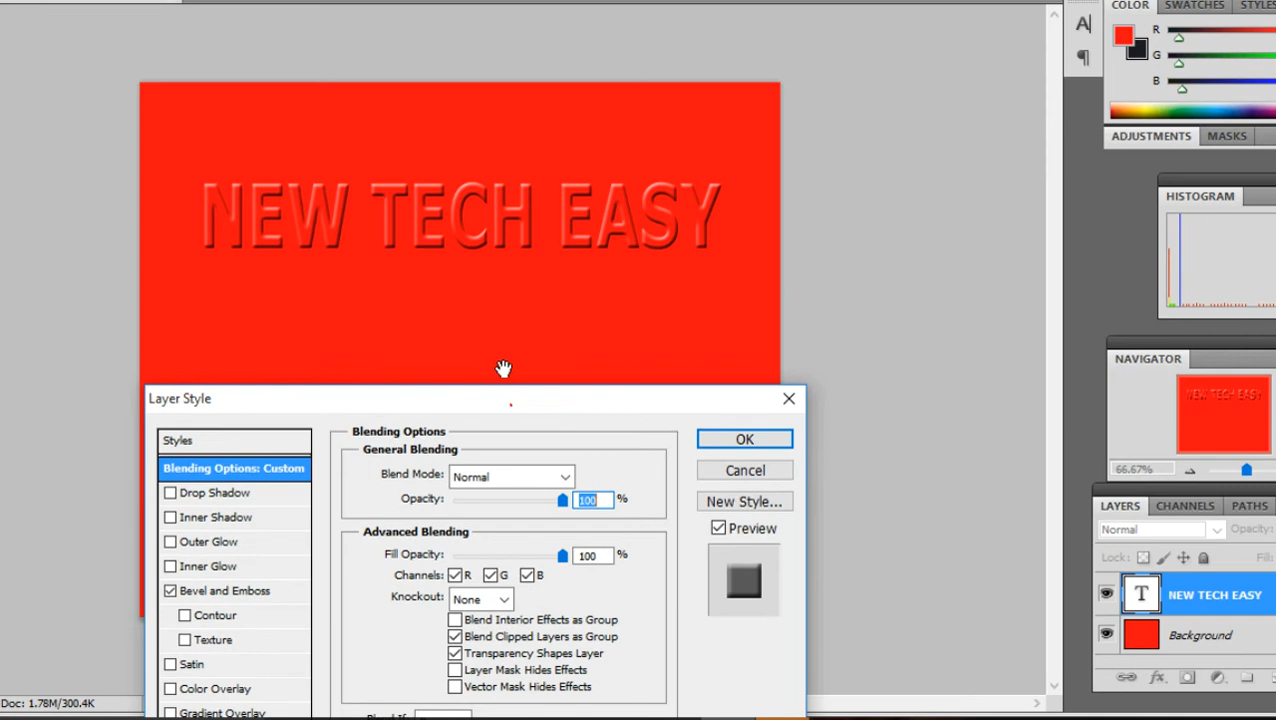 COLOR SWATCHES STYLES
A
R
G
B
ADJUSTMENTS MASKS
HISTOGRAM
NEW TECH EASY
NAVIGATOR
NEW TECH EASY
66.67%
Layer Style
Styles
Blending Options: Custom
Drop Shadow
Inner Shadow
Outer Glow
Inner Glow
Bevel and Emboss
Contour
Texture
Satin
Color Overlay
Gradient Overlay
Blending Options
General Blending
Blend Mode: Normal
Opacity: 100 %
Advanced Blending
Fill Opacity: 100 %
Channels: R G B
Knockout: None
Blend Interior Effects as Group
Blend Clipped Layers as Group
Transparency Shapes Layer
Layer Mask Hides Effects
Vector Mask Hides Effects
Blend If
OK
Cancel
New Style...
Preview
LAYERS CHANNELS PATHS
Normal Opacity:
Lock: Fill:
T NEW TECH EASY
Background
fx
Doc: 1.78M/300.4K